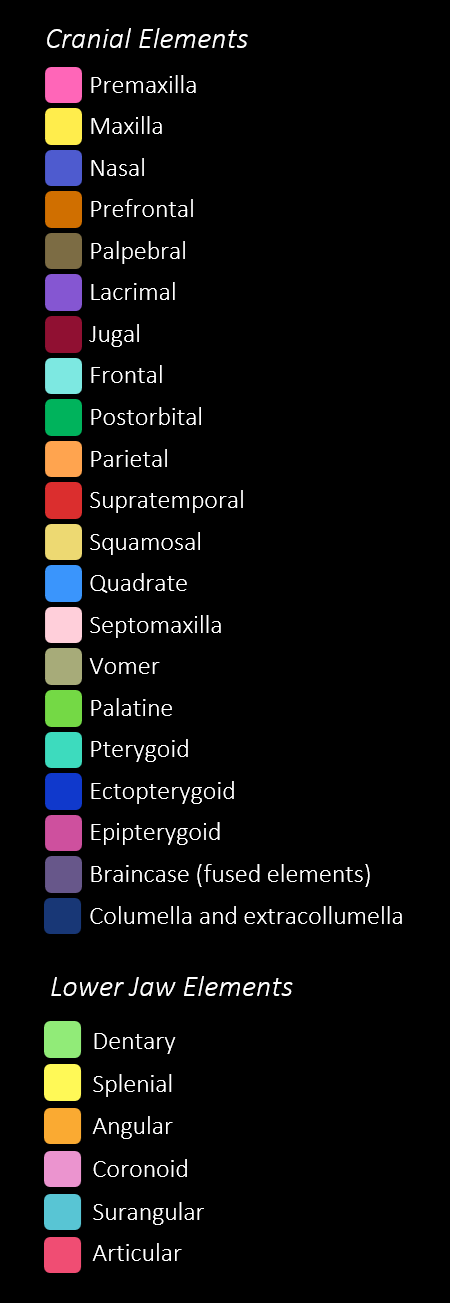 Cranial Elements
Premaxilla
Maxilla
Nasal
Prefrontal
Palpebral
Lacrimal
Jugal
Frontal
Postorbital
Parietal
Supratemporal
Squamosal
Quadrate
Septomaxilla
Vomer
Palatine
Pterygoid
Ectopterygoid
Epipterygoid
Braincase (fused elements)
Columella and extracollumella
Lower Jaw Elements
Dentary
Splenial
Angular
Coronoid
Surangular
Articular